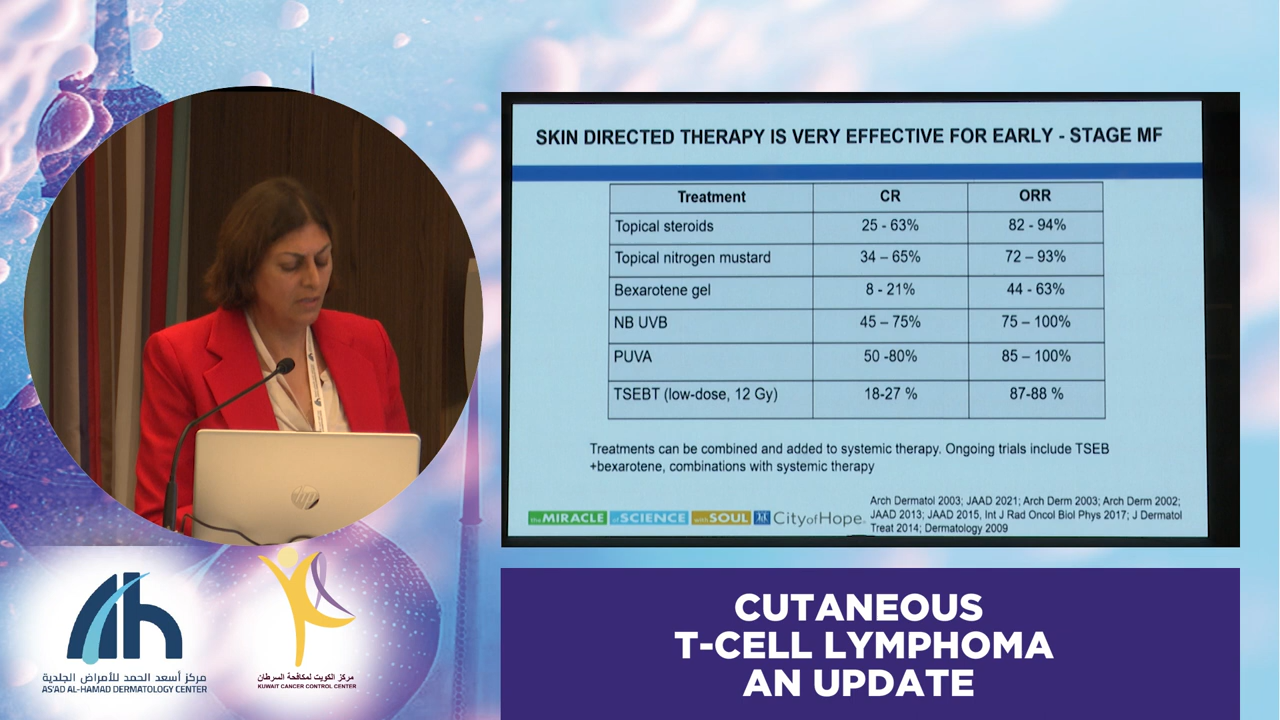 SKIN DIRECTED THERAPY IS VERY EFFECTIVE FOR EARLY - STAGE MF
Treatment CR ORR
Topical steroids 25 - 63% 82 - 94%
Topical nitrogen mustard 34 – 65% 72 – 93%
Bexarotene gel 8 - 21% 44 - 63%
NB UVB 45 – 75% 75 – 100%
PUVA 50 -80% 85 – 100%
TSEBT (low-dose, 12 Gy) 18-27 % 87-88 %
Treatments can be combined and added to systemic therapy. Ongoing trials include TSEB
+bexarotene, combinations with systemic therapy
Arch Dermatol 2003; JAAD 2021; Arch Derm 2003; Arch Derm 2002;
JAAD 2013; JAAD 2015, Int J Rad Oncol Biol Phys 2017; J Dermatol
Treat 2014; Dermatology 2009
the MIRACLE of SCIENCE with SOUL City of Hope
hp
مركز أسعد الحمد للأمراض الجلدية
AS'AD AL-HAMAD DERMATOLOGY CENTER
مركز الكويت لمكافحة السرطان
KUWAIT CANCER CONTROL CENTER
CUTANEOUS
T-CELL LYMPHOMA
AN UPDATE